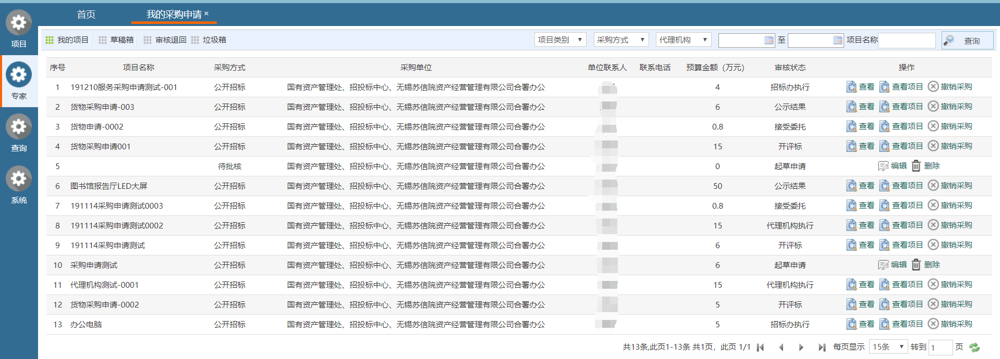 首页 我的采购申请 ×
项目
专家
查询
系统
我的项目 草稿箱 审核退回 垃圾箱 项目类别 采购方式 代理机构 至 项目名称 查询
序号 项目名称 采购方式 采购单位 单位联系人 联系电话 预算金额（万元） 审核状态 操作
1 191210服务采购申请测试-001 公开招标 国有资产管理处、招投标中心、无锡苏信院资产经营管理有限公司合署办公 4 招标办执行 查看 查看项目 撤销采购
2 货物采购申请-003 公开招标 国有资产管理处、招投标中心、无锡苏信院资产经营管理有限公司合署办公 6 公示结果 查看 查看项目 撤销采购
3 货物申请-0002 公开招标 国有资产管理处、招投标中心、无锡苏信院资产经营管理有限公司合署办公 0.8 接受委托 查看 查看项目 撤销采购
4 货物采购申请001 公开招标 国有资产管理处、招投标中心、无锡苏信院资产经营管理有限公司合署办公 15 开评标 查看 查看项目 撤销采购
5 待批核 国有资产管理处、招投标中心、无锡苏信院资产经营管理有限公司合署办公 0 起草申请 编辑 删除
6 图书馆报告厅LED大屏 公开招标 国有资产管理处、招投标中心、无锡苏信院资产经营管理有限公司合署办公 50 公示结果 查看 查看项目 撤销采购
7 191114采购申请测试0003 公开招标 国有资产管理处、招投标中心、无锡苏信院资产经营管理有限公司合署办公 0.8 接受委托 查看 查看项目 撤销采购
8 191114采购申请测试0002 公开招标 国有资产管理处、招投标中心、无锡苏信院资产经营管理有限公司合署办公 15 代理机构执行 查看 查看项目 撤销采购
9 191114采购申请测试 公开招标 国有资产管理处、招投标中心、无锡苏信院资产经营管理有限公司合署办公 6 开评标 查看 查看项目 撤销采购
10 采购申请测试 公开招标 国有资产管理处、招投标中心、无锡苏信院资产经营管理有限公司合署办公 6 起草申请 编辑 删除
11 代理机构测试-0001 公开招标 国有资产管理处、招投标中心、无锡苏信院资产经营管理有限公司合署办公 15 代理机构执行 查看 查看项目 撤销采购
12 货物采购申请-0002 公开招标 国有资产管理处、招投标中心、无锡苏信院资产经营管理有限公司合署办公 5 开评标 查看 查看项目 撤销采购
13 办公电脑 公开招标 国有资产管理处、招投标中心、无锡苏信院资产经营管理有限公司合署办公 5 招标办执行 查看 查看项目 撤销采购
共13条,此页1-13条 共1页，此页 1/1 每页显示 15条 转到 1 页